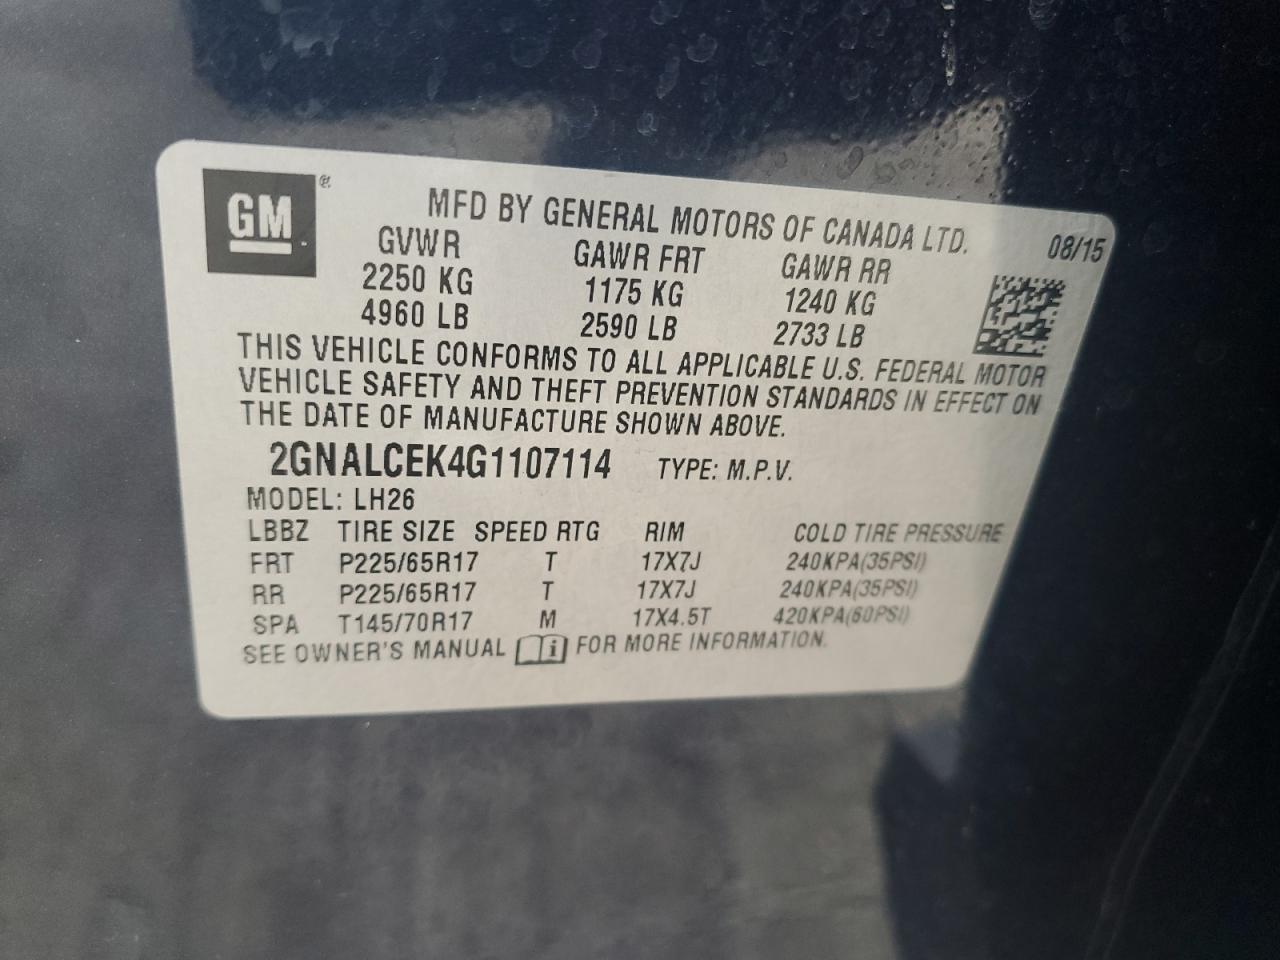 GM ®
MFD BY GENERAL MOTORS OF CANADA LTD. 08/15
GVWR GAWR FRT GAWR RR
2250 KG 1175 KG 1240 KG
4960 LB 2590 LB 2733 LB
THIS VEHICLE CONFORMS TO ALL APPLICABLE U.S. FEDERAL MOTOR
VEHICLE SAFETY AND THEFT PREVENTION STANDARDS IN EFFECT ON
THE DATE OF MANUFACTURE SHOWN ABOVE.
2GNALCEK4G1107114 TYPE: M.P.V.
MODEL: LH26
LBBZ TIRE SIZE SPEED RTG RIM COLD TIRE PRESSURE
FRT P225/65R17 T 17X7J 240KPA(35PSI)
RR P225/65R17 T 17X7J 240KPA(35PSI)
SPA T145/70R17 M 17X4.5T 420KPA(60PSI)
SEE OWNER'S MANUAL i FOR MORE INFORMATION.